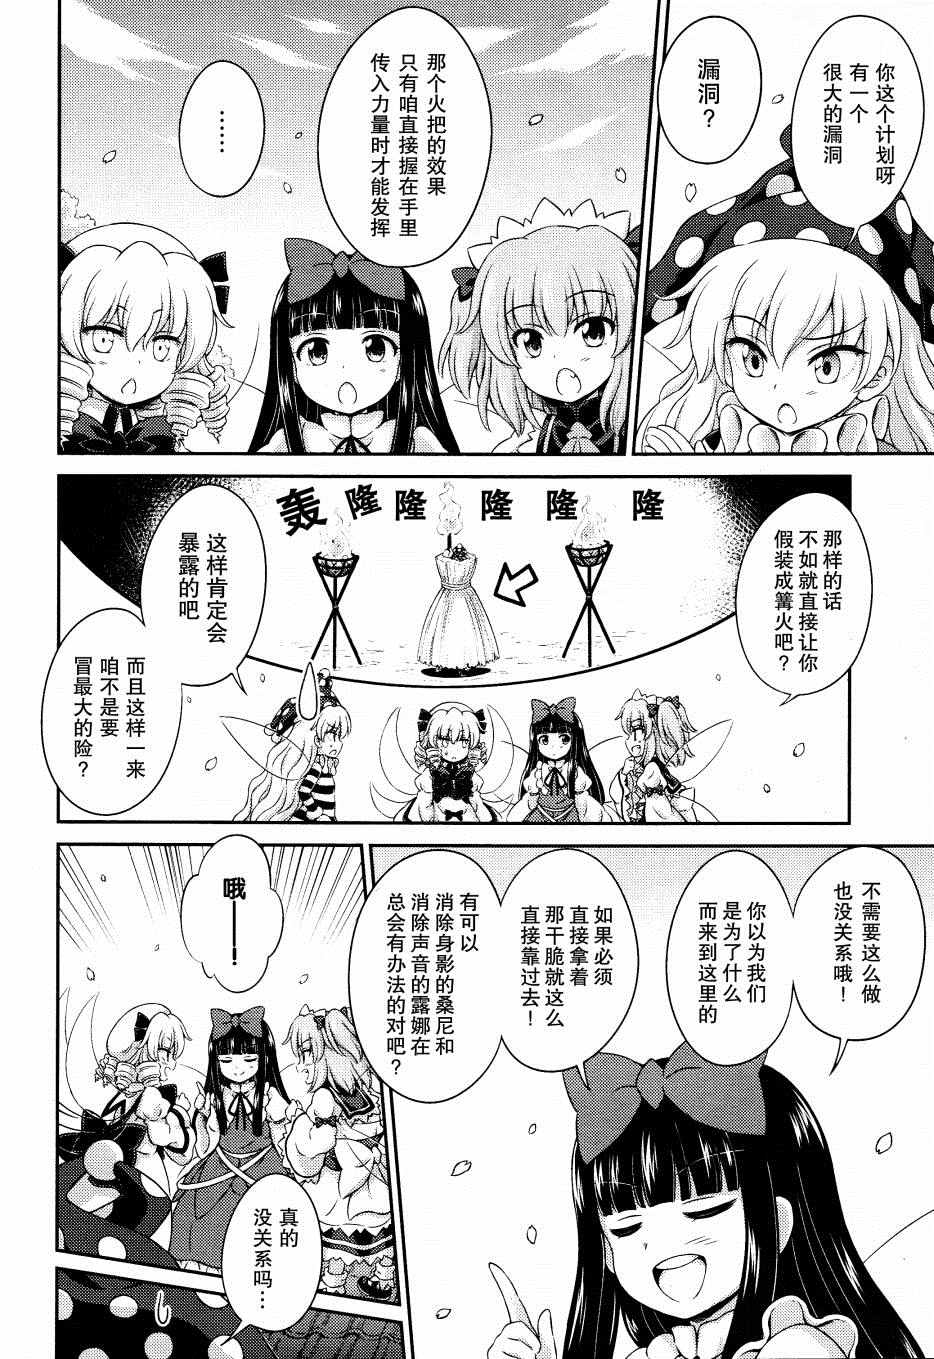 你这个计划呀
有一个
很大的漏洞
漏洞？
那个火把的效果
只有咱直接握在手里
传入力量时才能发挥
……
那样的话
不如就直接让你
假装成篝火吧？
轰隆隆隆隆隆
这样肯定会
暴露的吧
而且这样一来
咱不是要
冒最大的险？
不需要这么做
也没关系哦！
你以为我们
是为了什么
而来到这里的
如果必须
直接拿着
那干脆就这么
直接靠过去！
有可以
消除身影的桑尼和
消除声音的露娜在
总会有办法的对吧？
哦——！
真的
没关系吗…